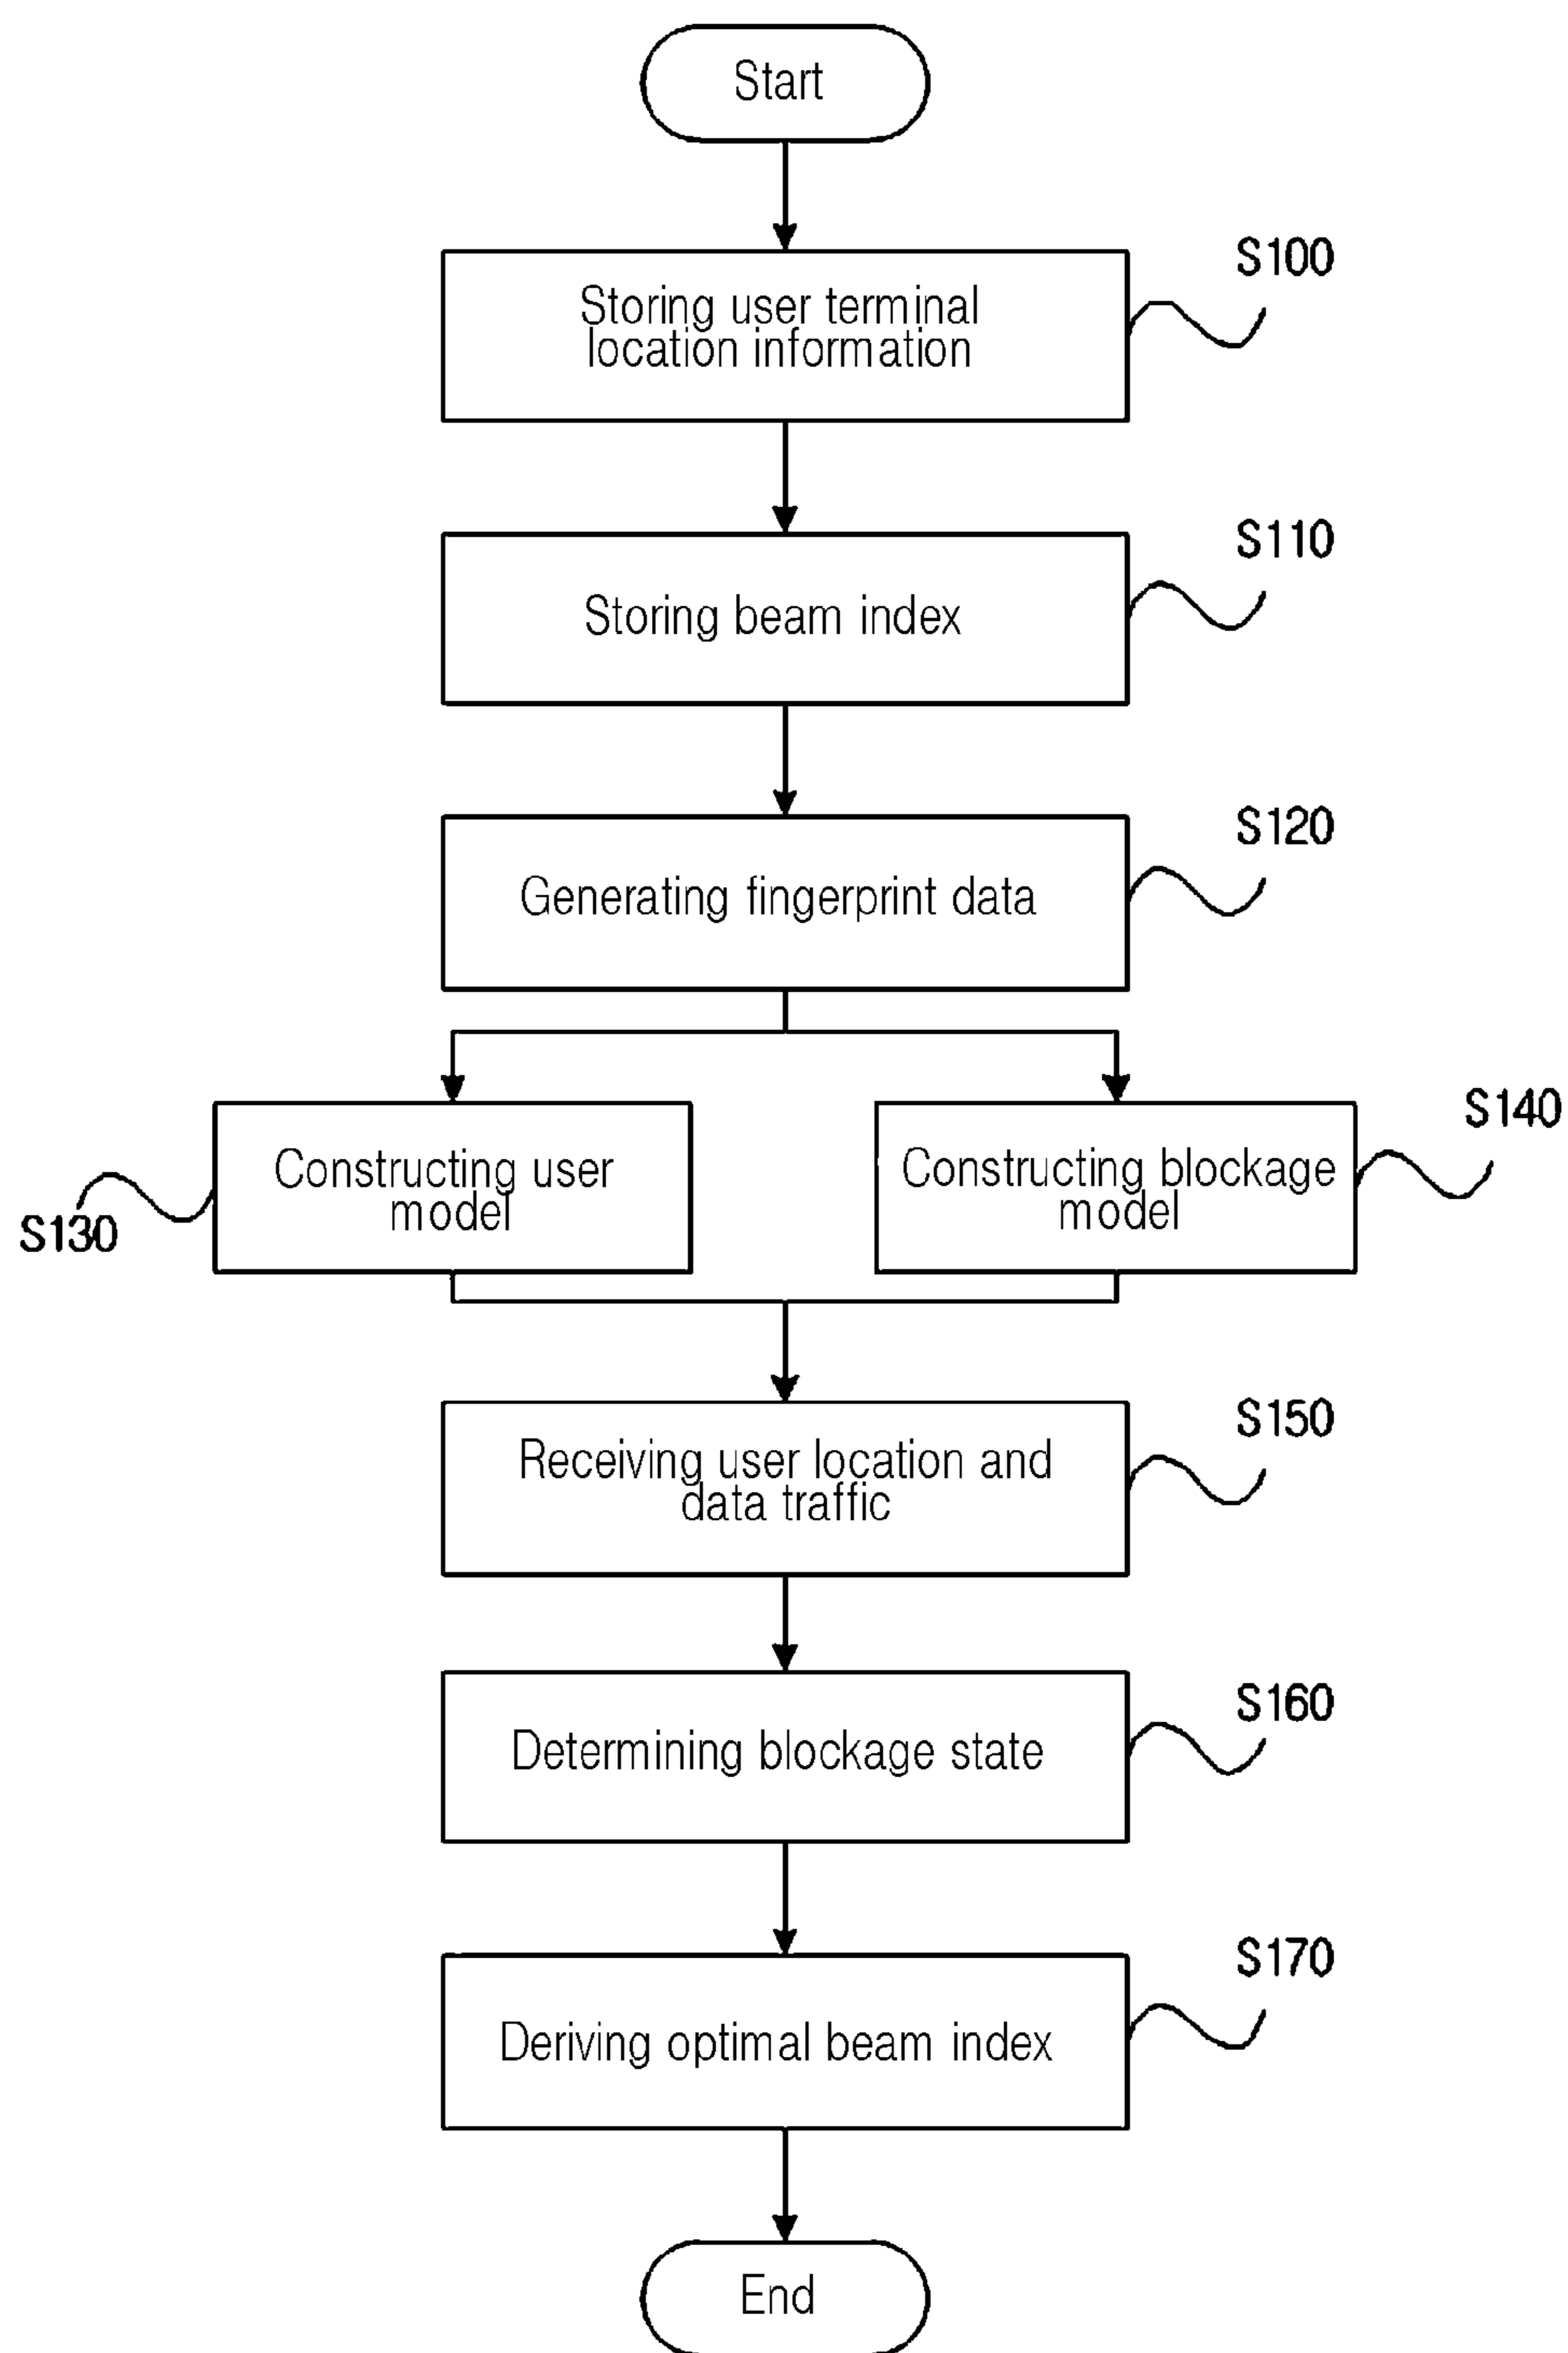 Start
S100
Storing user terminal
location information
S110
Storing beam index
S120
Generating fingerprint data
S130
Constructing user
model
S140
Constructing blockage
model
S150
Receiving user location and
data traffic
S160
Determining blockage state
S170
Deriving optimal beam index
End